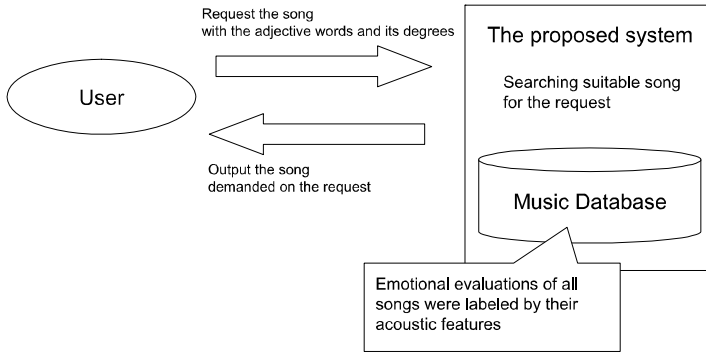 Request the song
with the adjective words and its degrees
The proposed system
Searching suitable song
for the request
User
Output the song
demanded on the request
Music Database
Emotional evaluations of all
songs were labeled by their
acoustic features